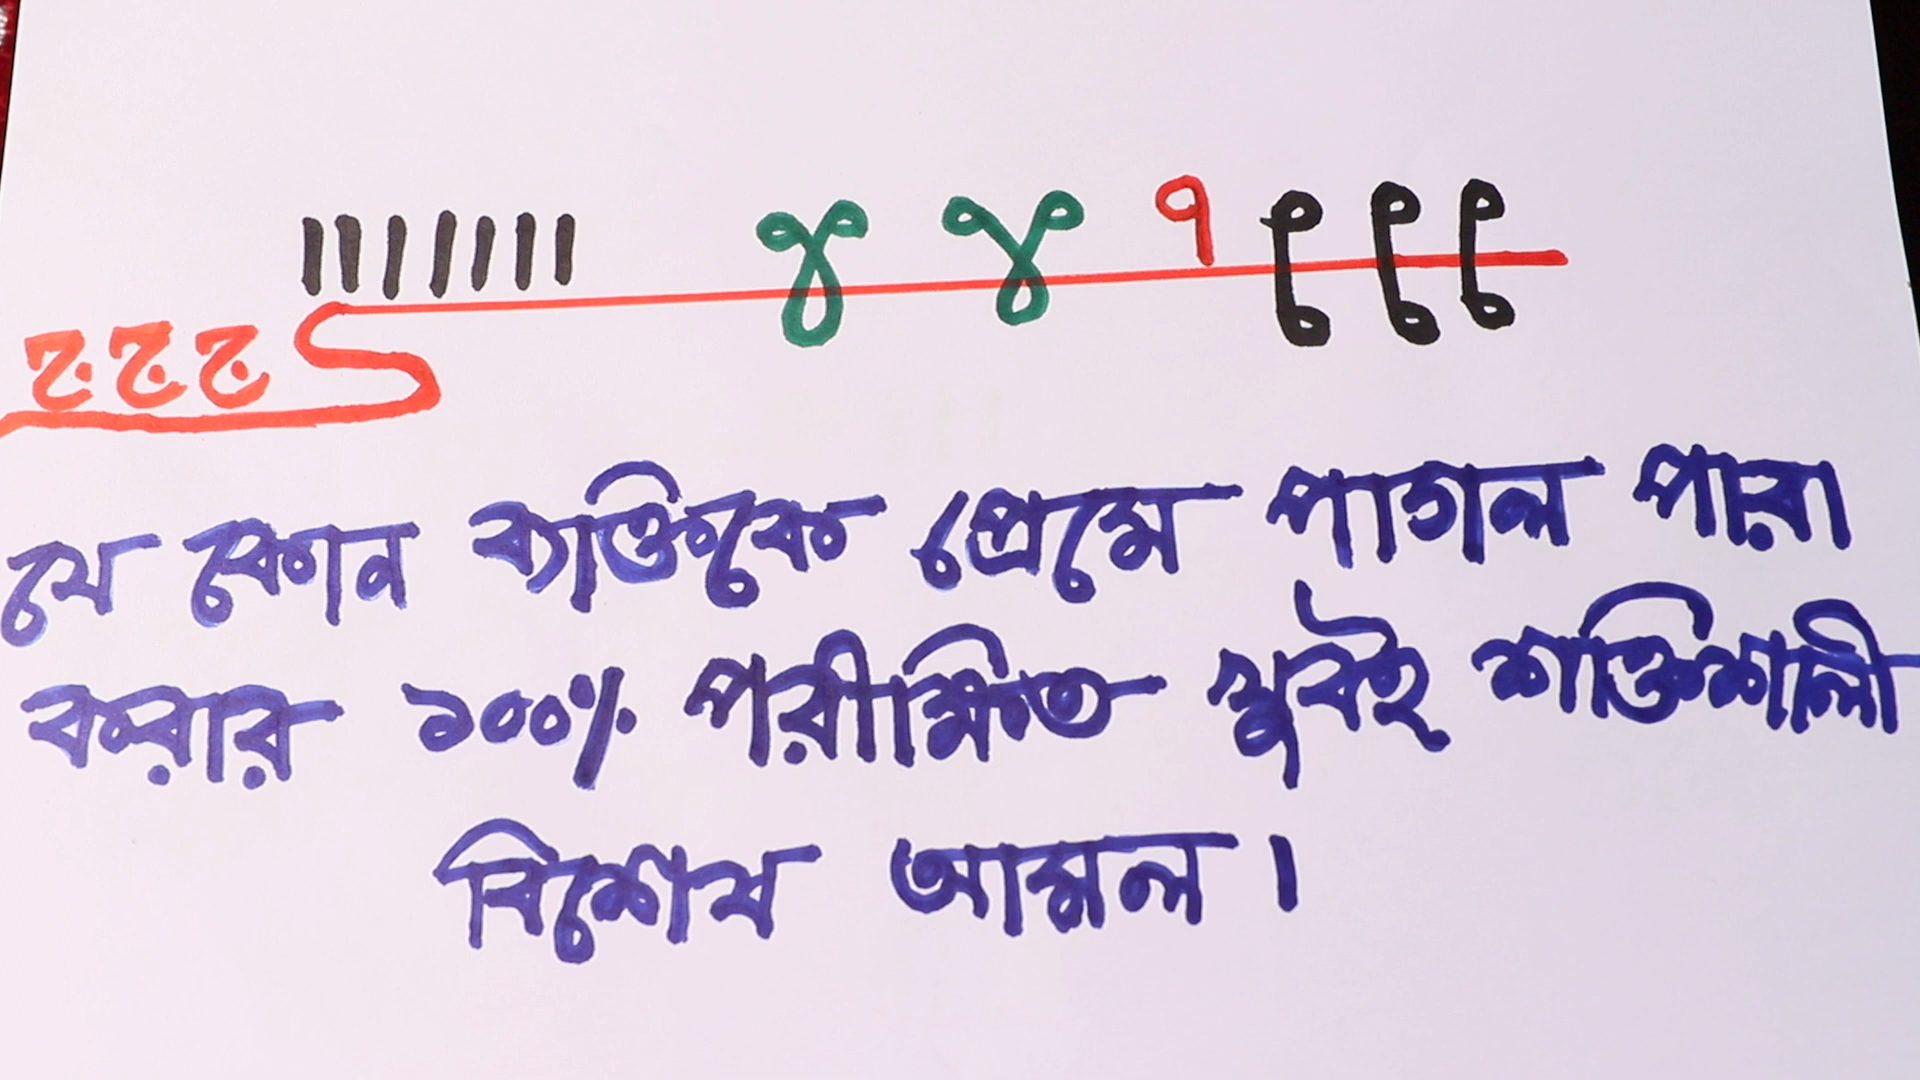 ج ج ج
যে কোন ব্যক্তিকে প্রেমে পাগল পারা
করার ১০০% পরীক্ষিত খুবই শক্তিশালী
বিশেষ আমল।